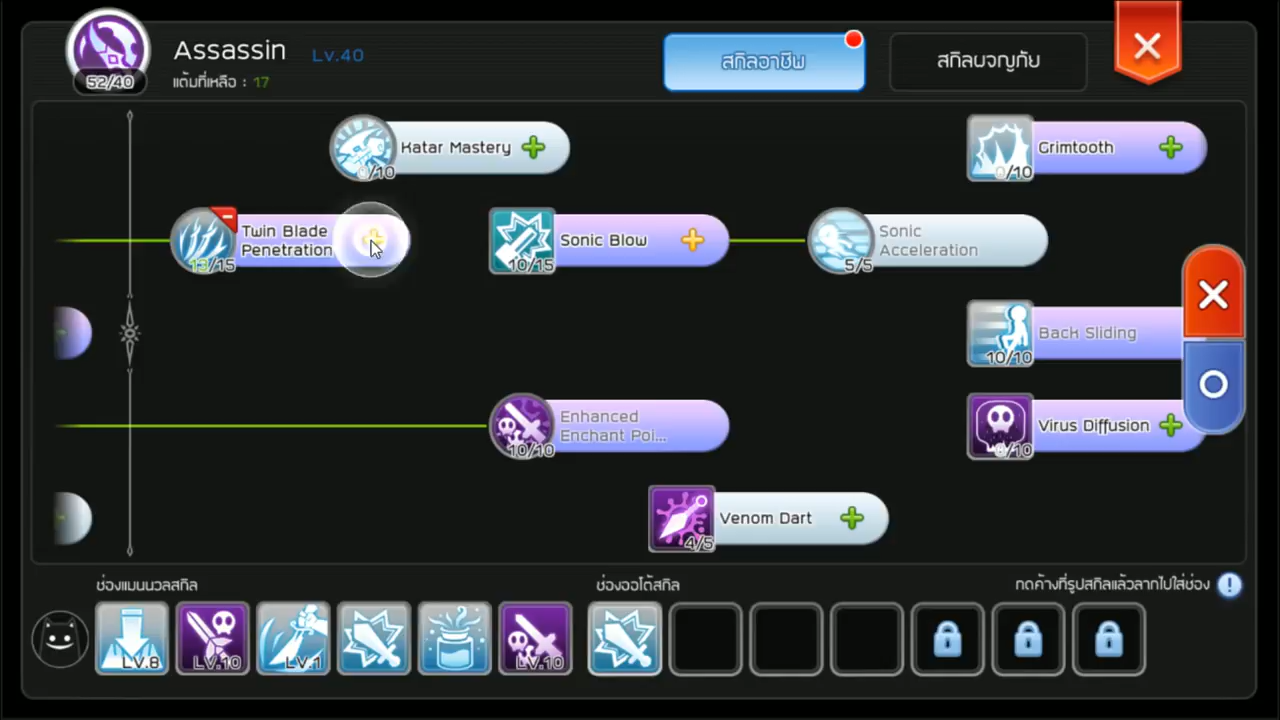 Assassin Lv.40
52/40
แต้มที่เหลือ : 17
สกิลอาชีพ
สกิลผจญภัย
Katar Mastery
0/10
Grimtooth
0/10
Twin Blade
Penetration
13/15
Sonic Blow
10/15
Sonic
Acceleration
5/5
Back Sliding
10/10
Enhanced
Enchant Poi...
10/10
Virus Diffusion
0/10
Venom Dart
4/5
ช่องแมนนวลสกิล
ช่องออโต้สกิล
กดค้างที่รูปสกิลแล้วลากไปใส่ช่อง
LV.8
LV.10
LV.1
LV.10